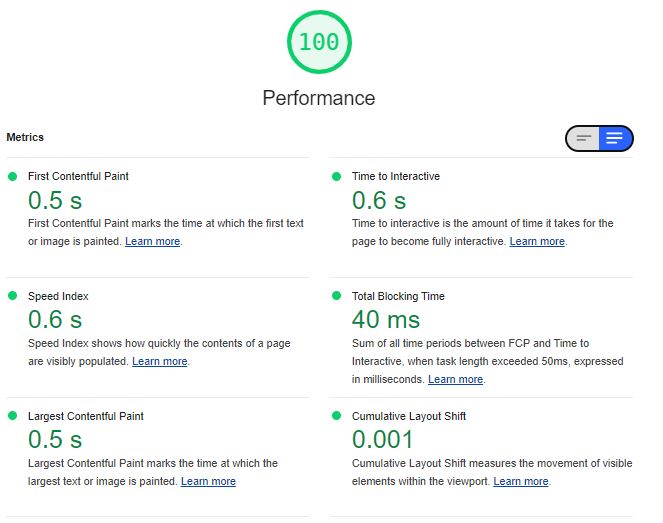 100
Performance
Metrics
First Contentful Paint
0.5 s
First Contentful Paint marks the time at which the first text
or image is painted. Learn more.
Time to Interactive
0.6 s
Time to interactive is the amount of time it takes for the
page to become fully interactive. Learn more.
Speed Index
0.6 s
Speed Index shows how quickly the contents of a page
are visibly populated. Learn more.
Total Blocking Time
40 ms
Sum of all time periods between FCP and Time to
Interactive, when task length exceeded 50ms, expressed
in milliseconds. Learn more.
Largest Contentful Paint
0.5 s
Largest Contentful Paint marks the time at which the
largest text or image is painted. Learn more
Cumulative Layout Shift
0.001
Cumulative Layout Shift measures the movement of visible
elements within the viewport. Learn more.